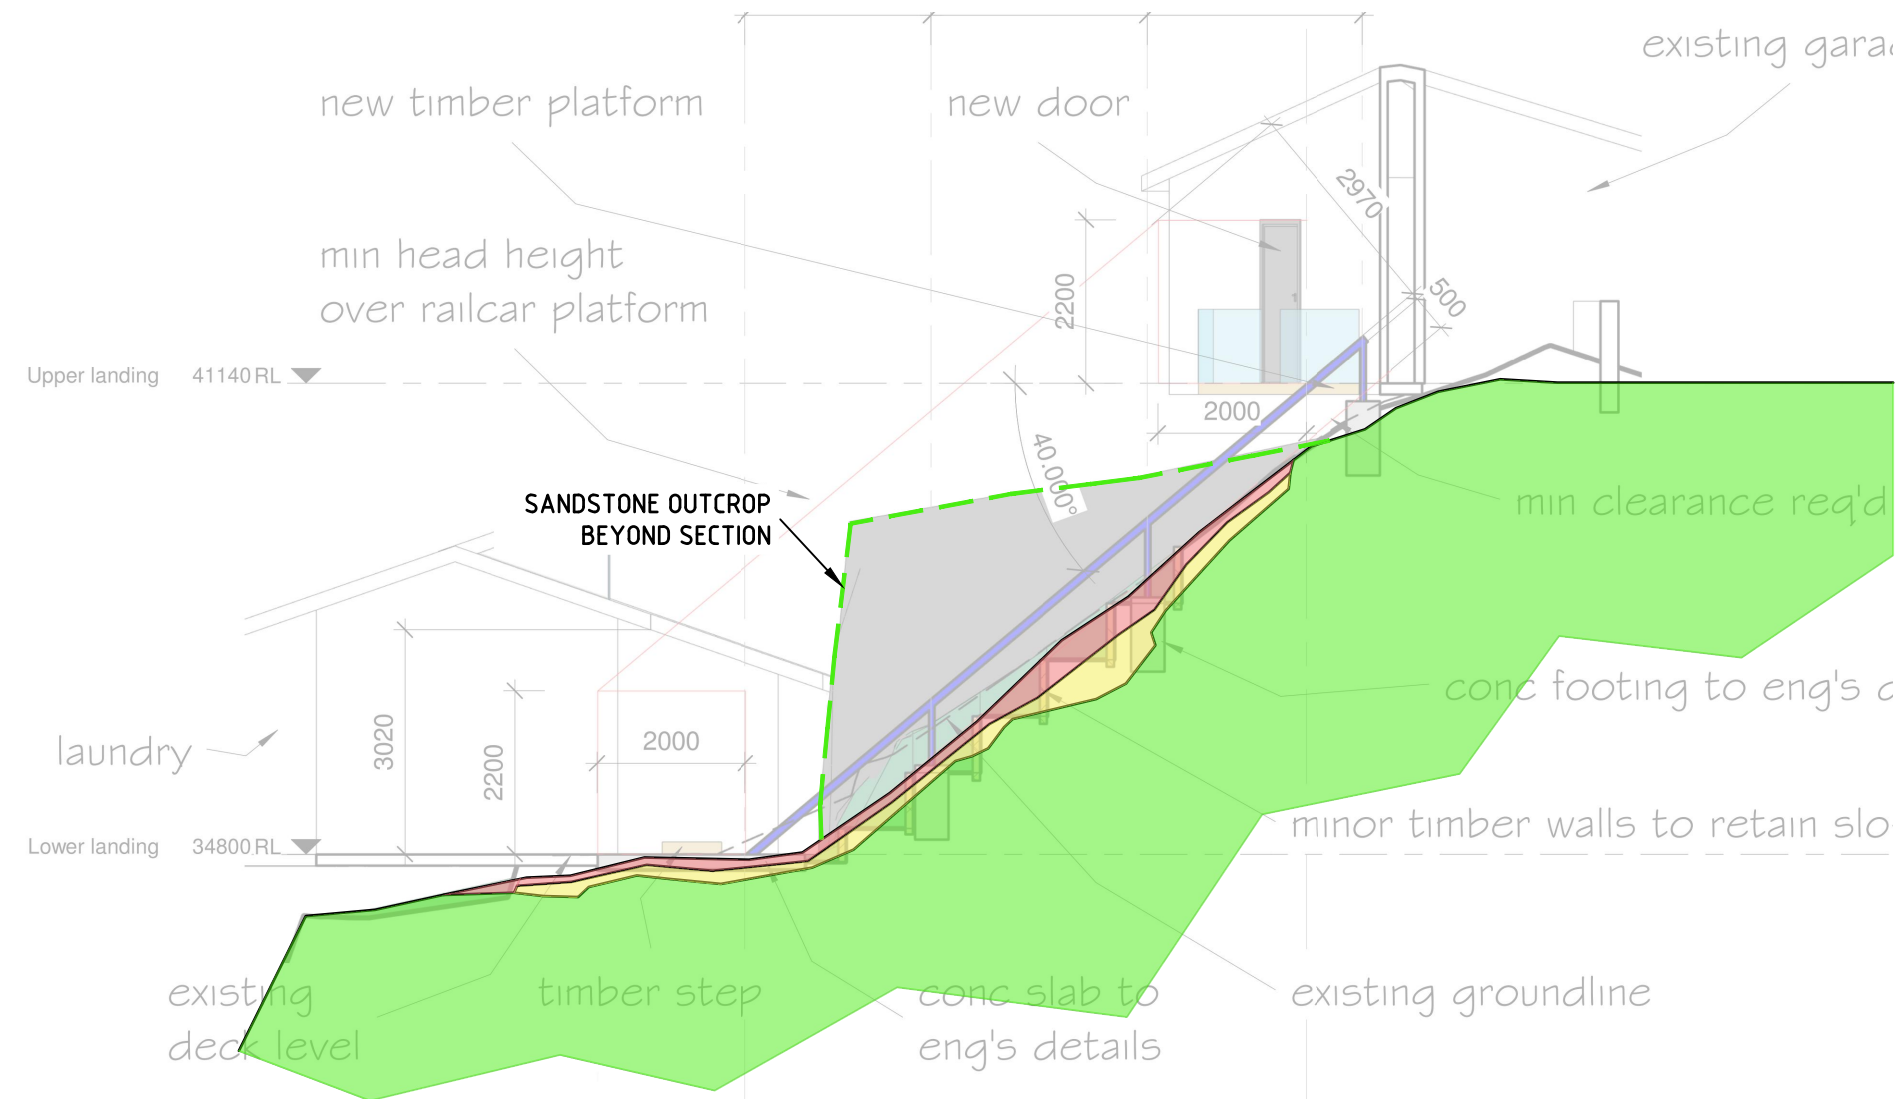 existing gara
new timber platform
new door
2970
min head height
over railcar platform
2200
500
Upper landing 41140 RL
2000
40.000°
SANDSTONE OUTCROP
BEYOND SECTION
min clearance req'd
conc footing to eng's d
laundry
3020
2200
2000
minor timber walls to retain slo
Lower landing 34800 RL
existing
deck level
timber step
conc slab to
eng's details
existing groundline